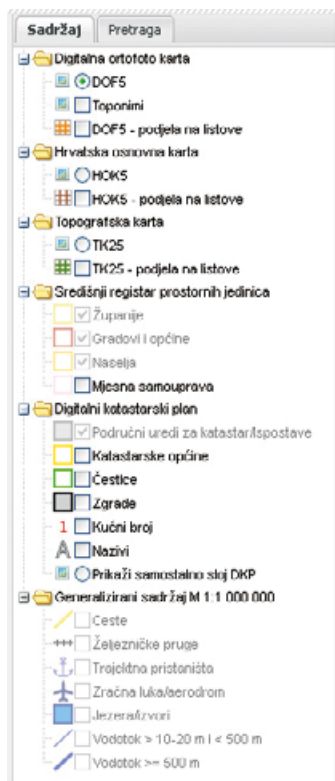 Sadržaj Pretraga
Digitalna ortofoto karta
DOF5
Toponimi
DOF5 - podjela na listove
Hrvatska osnovna karta
HOK5
HOK5 - podjela na listove
Topografska karta
TK25
TK25 - podjela na listove
Središnji registar prostornih jedinica
Županije
Gradovi i općine
Naselja
Mjesna samouprava
Digitalni katastarski plan
Područni uredi za katastar/Ispostave
Katastarske općine
Čestice
Zgrade
1 Kućni broj
A Nazivi
Prikaži samostalno sloj DKP
Generalizirani sadržaj M 1:1 000 000
Ceste
Željezničke pruge
Trajektna pristaništa
Zračna luka/aerodrom
Jezera/izvori
Vodotok > 10-20 m i < 500 m
Vodotok >= 500 m